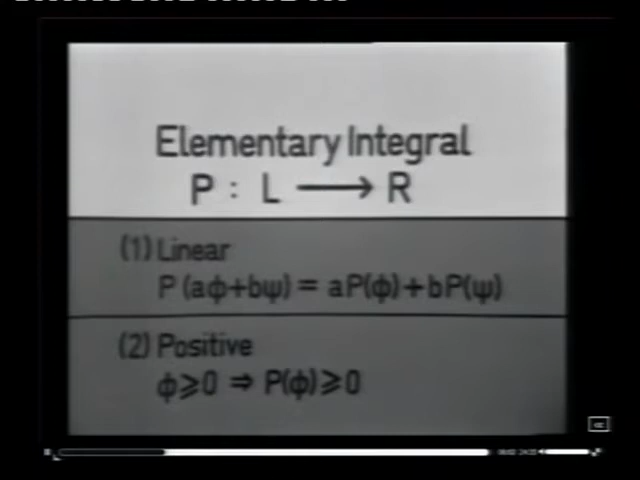 Elementary Integral
P : L ⟶ R
(1) Linear
P (aϕ+bψ) = aP(ϕ)+bP(ψ)
(2) Positive
ϕ⩾0 ⇒ P(ϕ)⩾0